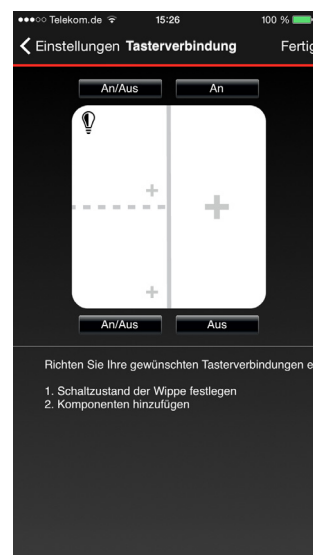 Telekom.de 15:26 100 %
Einstellungen Tasterverbindung Fertig
An/Aus An
An/Aus Aus
Richten Sie Ihre gewünschten Tasterverbindungen e
1. Schaltzustand der Wippe festlegen
2. Komponenten hinzufügen